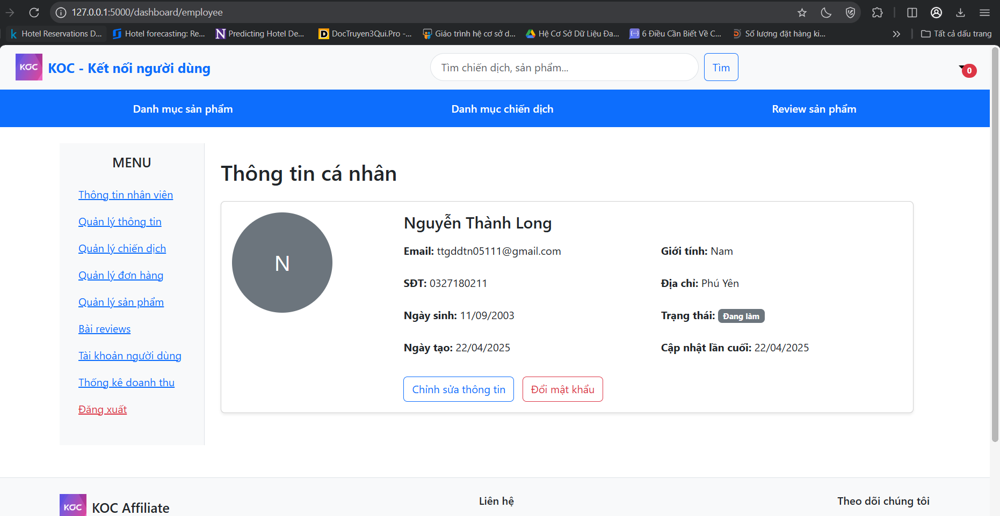 127.0.0.1:5000/dashboard/employee
Hotel Reservations D...
Hotel forecasting: Re...
Predicting Hotel De...
DocTruyen3Qui.Pro -...
Giáo trình hệ cơ sở d...
Hệ Cơ Sở Dữ Liệu Đa...
6 Điều Cần Biết Về C...
Số lượng đặt hàng ki...
Tất cả dấu trang
KOC
KOC - Kết nối người dùng
Tìm chiến dịch, sản phẩm...
Tìm
0
Danh mục sản phẩm
Danh mục chiến dịch
Review sản phẩm
MENU
Thông tin nhân viên
Quản lý thông tin
Quản lý chiến dịch
Quản lý đơn hàng
Quản lý sản phẩm
Bài reviews
Tài khoản người dùng
Thống kê doanh thu
Đăng xuất
Thông tin cá nhân
N
Nguyễn Thành Long
Email: ttgddtn05111@gmail.com
Giới tính: Nam
SĐT: 0327180211
Địa chỉ: Phú Yên
Ngày sinh: 11/09/2003
Trạng thái: Đang làm
Ngày tạo: 22/04/2025
Cập nhật lần cuối: 22/04/2025
Chỉnh sửa thông tin
Đổi mật khẩu
KOC
KOC Affiliate
Liên hệ
Theo dõi chúng tôi